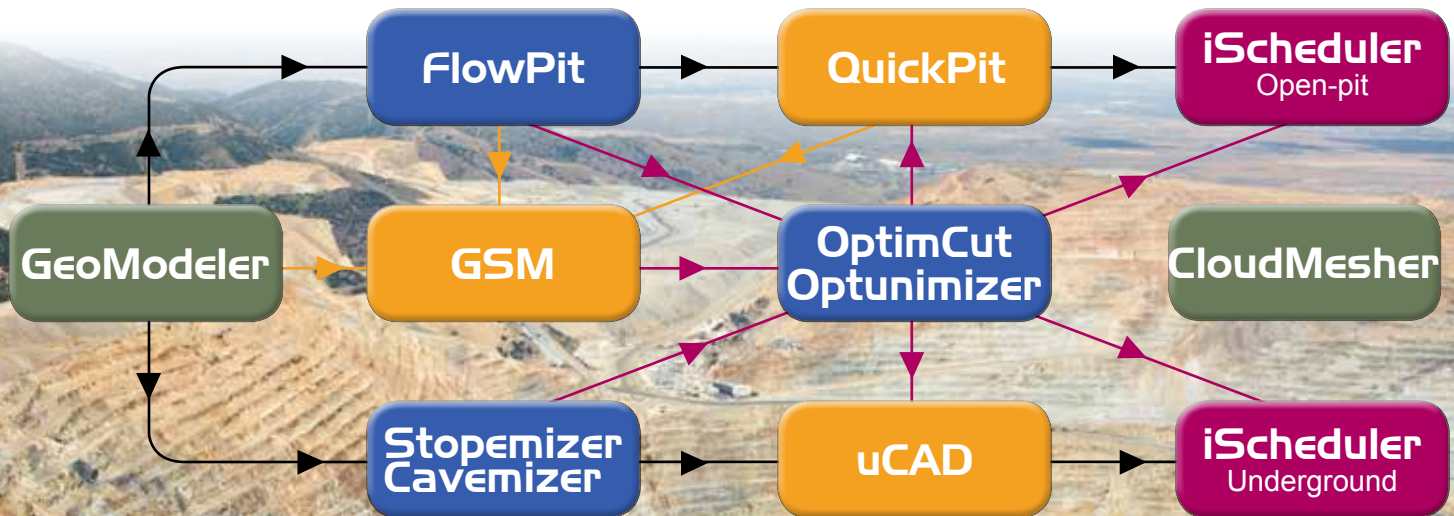 FlowPit
QuickPit
iScheduler
Open-pit
GeoModeler
GSM
OptimCut
Optunimizer
CloudMesher
Stopemizer
Cavemizer
uCAD
iScheduler
Underground